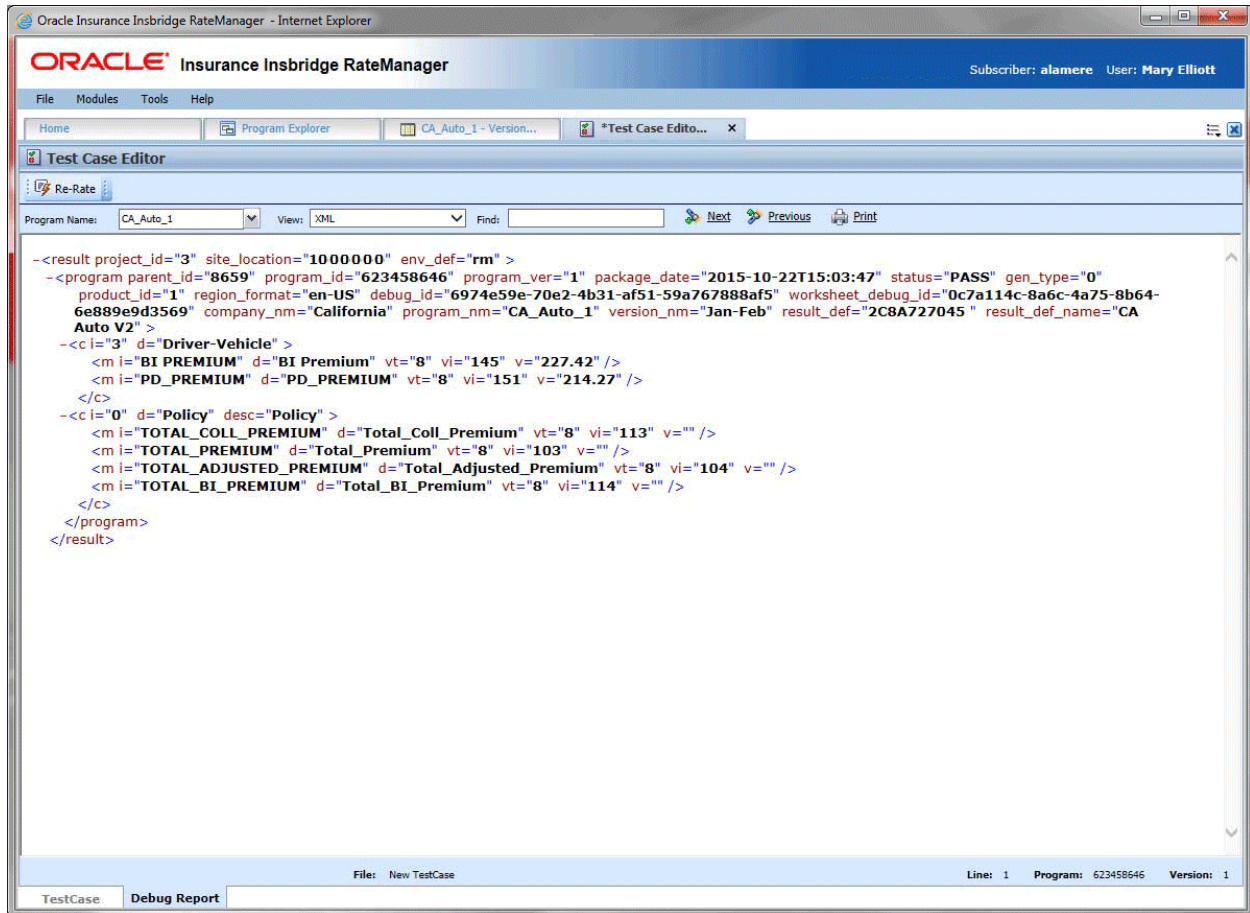 Oracle Insurance Insbridge RateManager - Internet Explorer
ORACLE Insurance Insbridge RateManager
Subscriber: alamere User: Mary Elliott
File Modules Tools Help
Home Program Explorer CA_Auto_1 - Version... *Test Case Edito... x
Test Case Editor
Re-Rate
Program Name: CA_Auto_1 View: XML Find: Next Previous Print
-<result project_id="3" site_location="1000000" env_def="rm" >
-<program parent_id="8659" program_id="623458646" program_ver="1" package_date="2015-10-22T15:03:47" status="PASS" gen_type="0"
product_id="1" region_format="en-US" debug_id="6974e59e-70e2-4b31-af51-59a767888af5" worksheet_debug_id="0c7a114c-8a6c-4a75-8b64-
6e889e9d3569" company_nm="California" program_nm="CA_Auto_1" version_nm="Jan-Feb" result_def="2C8A727045 " result_def_name="CA
Auto V2" >
-<c i="3" d="Driver-Vehicle" >
<m i="BI PREMIUM" d="BI Premium" vt="8" vi="145" v="227.42" />
<m i="PD_PREMIUM" d="PD_PREMIUM" vt="8" vi="151" v="214.27" />
</c>
-<c i="0" d="Policy" desc="Policy" >
<m i="TOTAL_COLL_PREMIUM" d="Total_Coll_Premium" vt="8" vi="113" v="" />
<m i="TOTAL_PREMIUM" d="Total_Premium" vt="8" vi="103" v="" />
<m i="TOTAL_ADJUSTED_PREMIUM" d="Total_Adjusted_Premium" vt="8" vi="104" v="" />
<m i="TOTAL_BI_PREMIUM" d="Total_BI_Premium" vt="8" vi="114" v="" />
</c>
</program>
</result>
File: New TestCase Line: 1 Program: 623458646 Version: 1
TestCase Debug Report